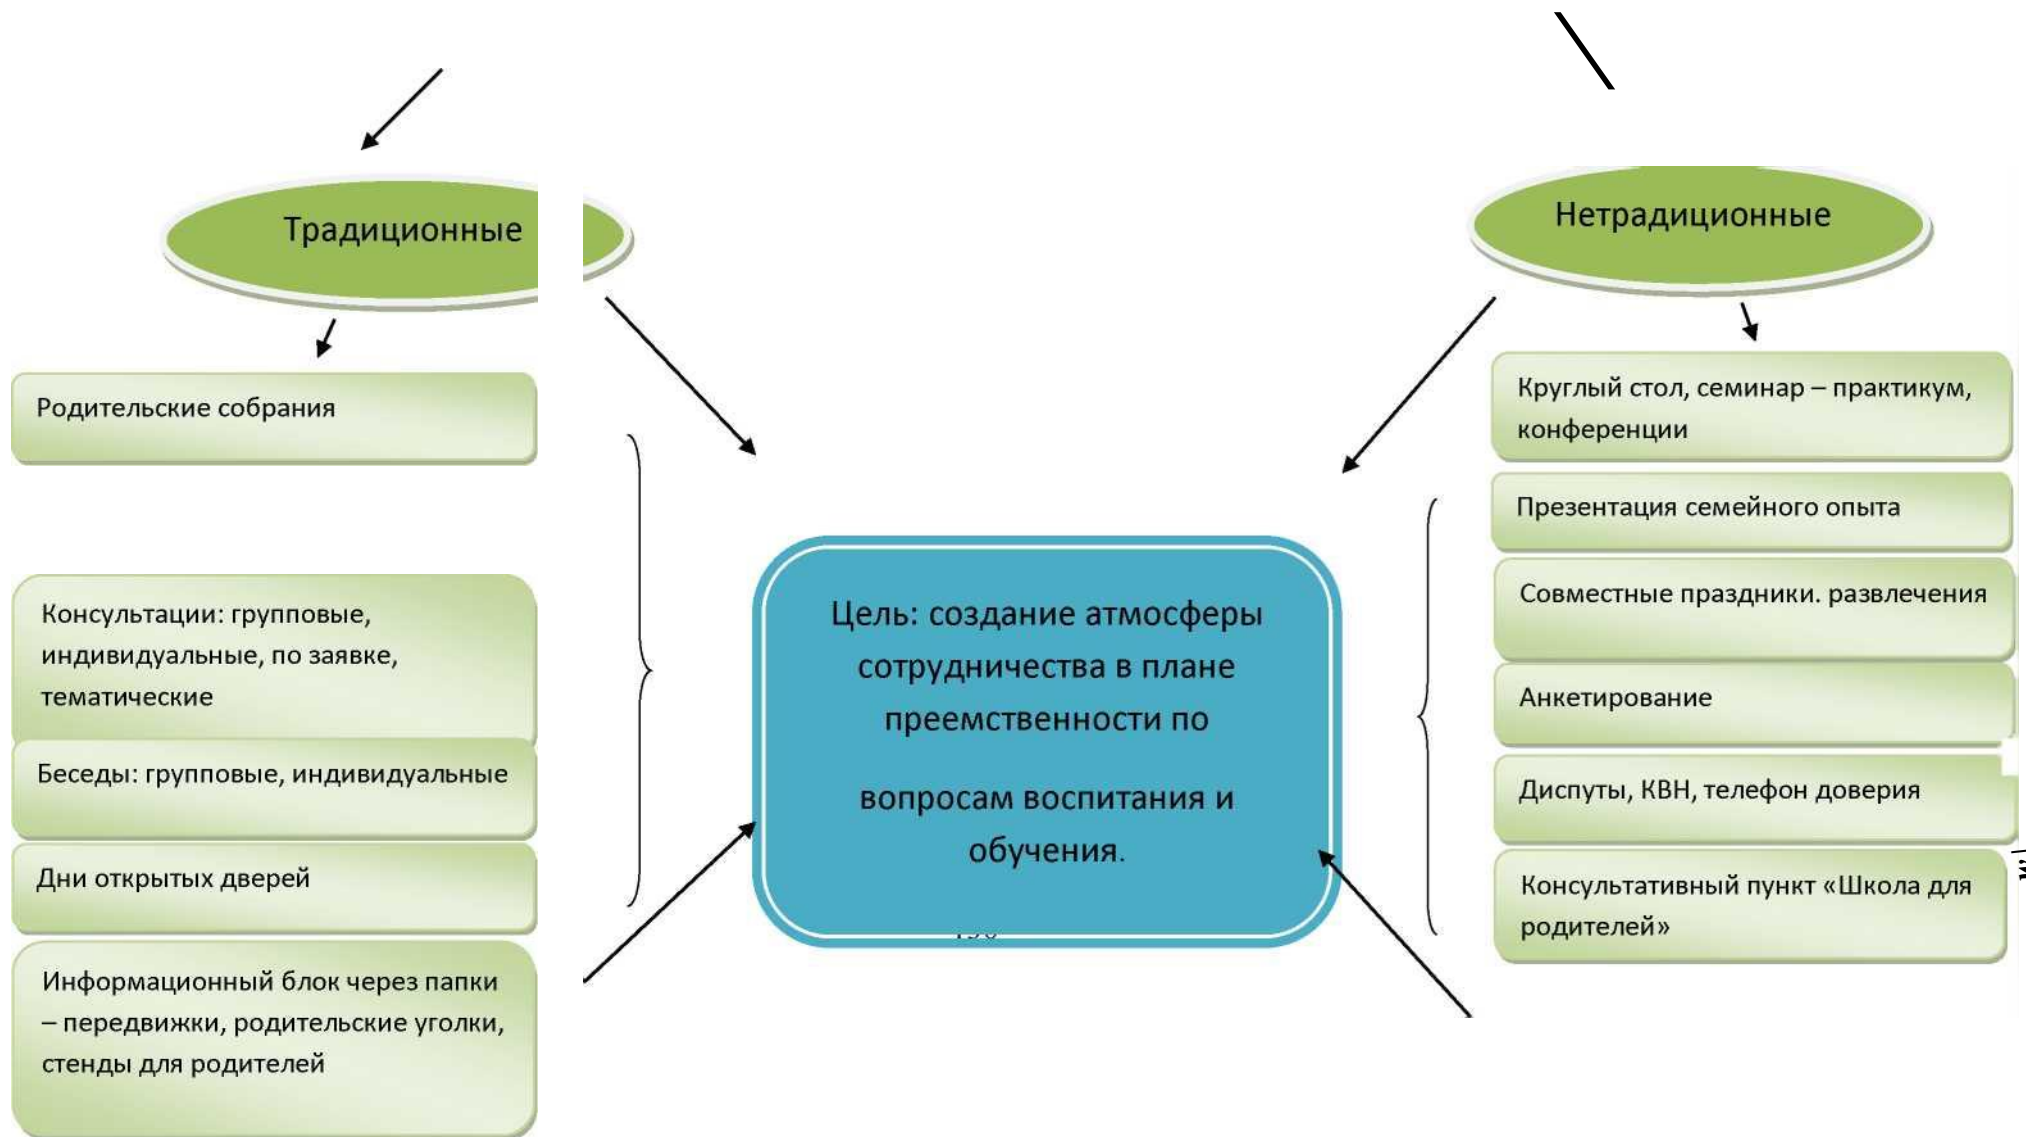 Традиционные
Родительские собрания
Консультации: групповые,
индивидуальные, по заявке,
тематические
Беседы: групповые, индивидуальные
Дни открытых дверей
Информационный блок через папки
– передвижки, родительские уголки,
стенды для родителей
Цель: создание атмосферы
сотрудничества в плане
преемственности по
вопросам воспитания и
обучения.
Нетрадиционные
Круглый стол, семинар – практикум,
конференции
Презентация семейного опыта
Совместные праздники. развлечения
Анкетирование
Диспуты, КВН, телефон доверия
Консультативный пункт «Школа для
родителей»